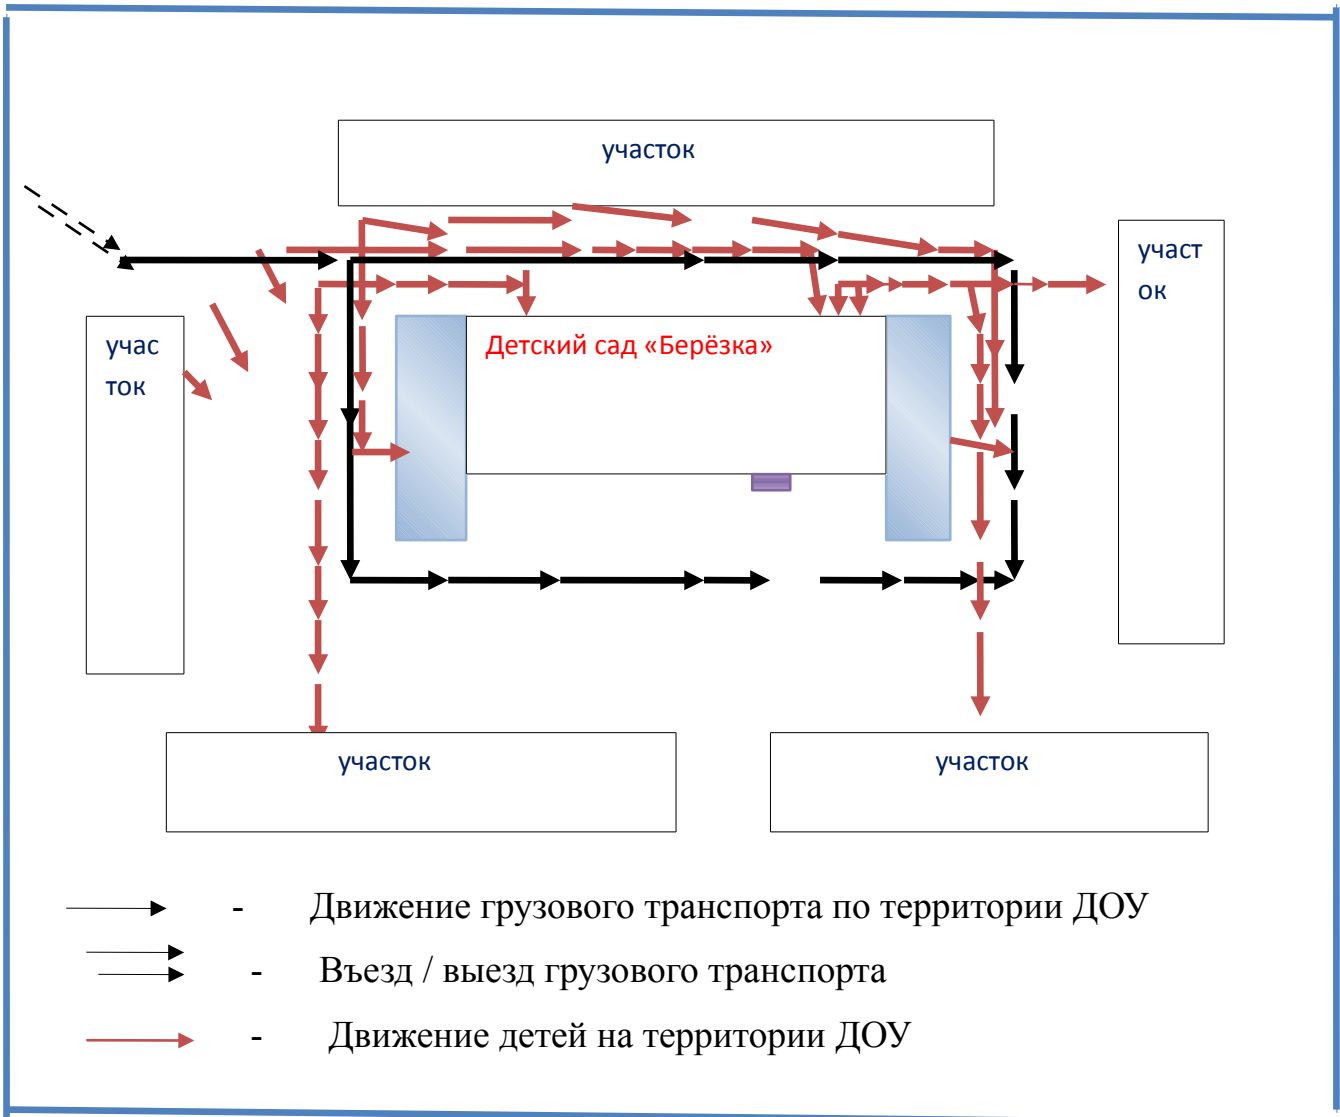 участок
участ
ок
учас
ток
Детский сад «Берёзка»
участок
участок
- Движение грузового транспорта по территории ДОУ
- Въезд / выезд грузового транспорта
- Движение детей на территории ДОУ